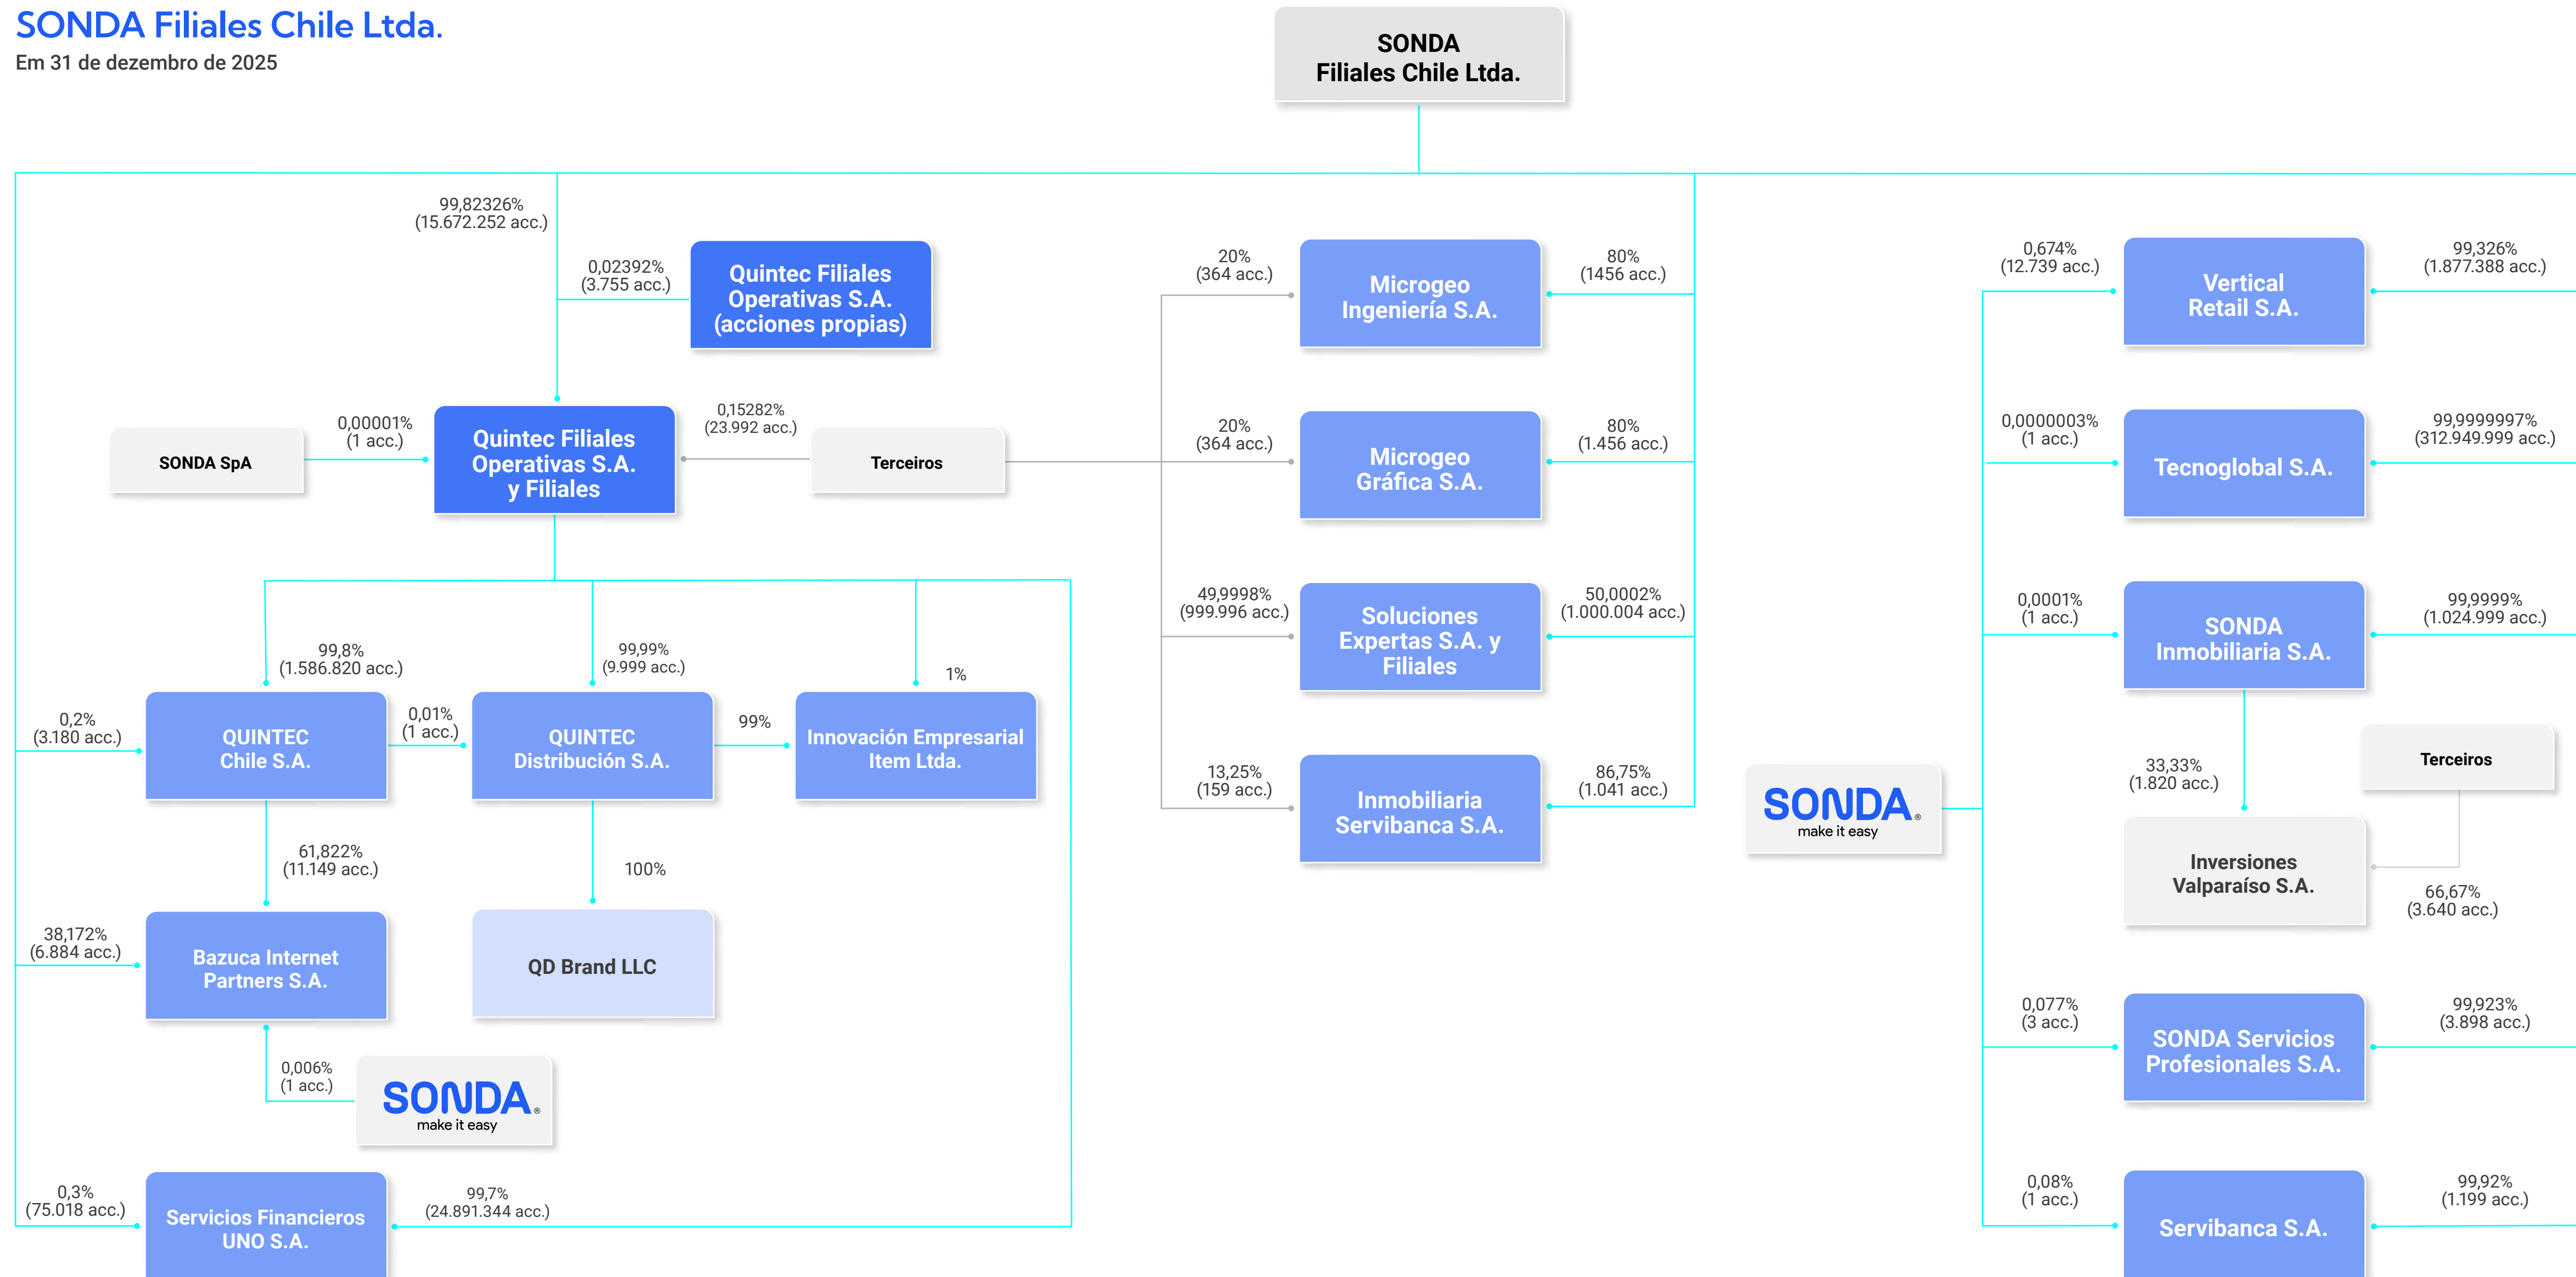 SONDA Filiales Chile Ltda.
Em 31 de dezembro de 2025
SONDA
Filiales Chile Ltda.
99,82326%
(15.672.252 acc.)
0,02392%
(3.755 acc.)
Quintec Filiales
Operativas S.A.
(acciones propias)
SONDA SpA
0,00001%
(1 acc.)
Quintec Filiales
Operativas S.A.
y Filiales
0,15282%
(23.992 acc.)
Terceiros
99,8%
(1.586.820 acc.)
99,99%
(9.999 acc.)
1%
0,2%
(3.180 acc.)
QUINTEC
Chile S.A.
0,01%
(1 acc.)
QUINTEC
Distribución S.A.
99%
Innovación Empresarial
Item Ltda.
61,822%
(11.149 acc.)
100%
38,172%
(6.884 acc.)
Bazuca Internet
Partners S.A.
QD Brand LLC
0,006%
(1 acc.)
SONDA®
make it easy
0,3%
(75.018 acc.)
Servicios Financieros
UNO S.A.
99,7%
(24.891.344 acc.)
20%
(364 acc.)
Microgeo
Ingeniería S.A.
80%
(1456 acc.)
20%
(364 acc.)
Microgeo
Gráfica S.A.
80%
(1.456 acc.)
49,9998%
(999.996 acc.)
Soluciones
Expertas S.A. y
Filiales
50,0002%
(1.000.004 acc.)
13,25%
(159 acc.)
Inmobiliaria
Servibanca S.A.
86,75%
(1.041 acc.)
SONDA®
make it easy
0,674%
(12.739 acc.)
Vertical
Retail S.A.
99,326%
(1.877.388 acc.)
0,0000003%
(1 acc.)
Tecnoglobal S.A.
99,9999997%
(312.949.999 acc.)
0,0001%
(1 acc.)
SONDA
Inmobiliaria S.A.
99,9999%
(1.024.999 acc.)
33,33%
(1.820 acc.)
Terceiros
Inversiones
Valparaíso S.A.
66,67%
(3.640 acc.)
0,077%
(3 acc.)
SONDA Servicios
Profesionales S.A.
99,923%
(3.898 acc.)
0,08%
(1 acc.)
Servibanca S.A.
99,92%
(1.199 acc.)